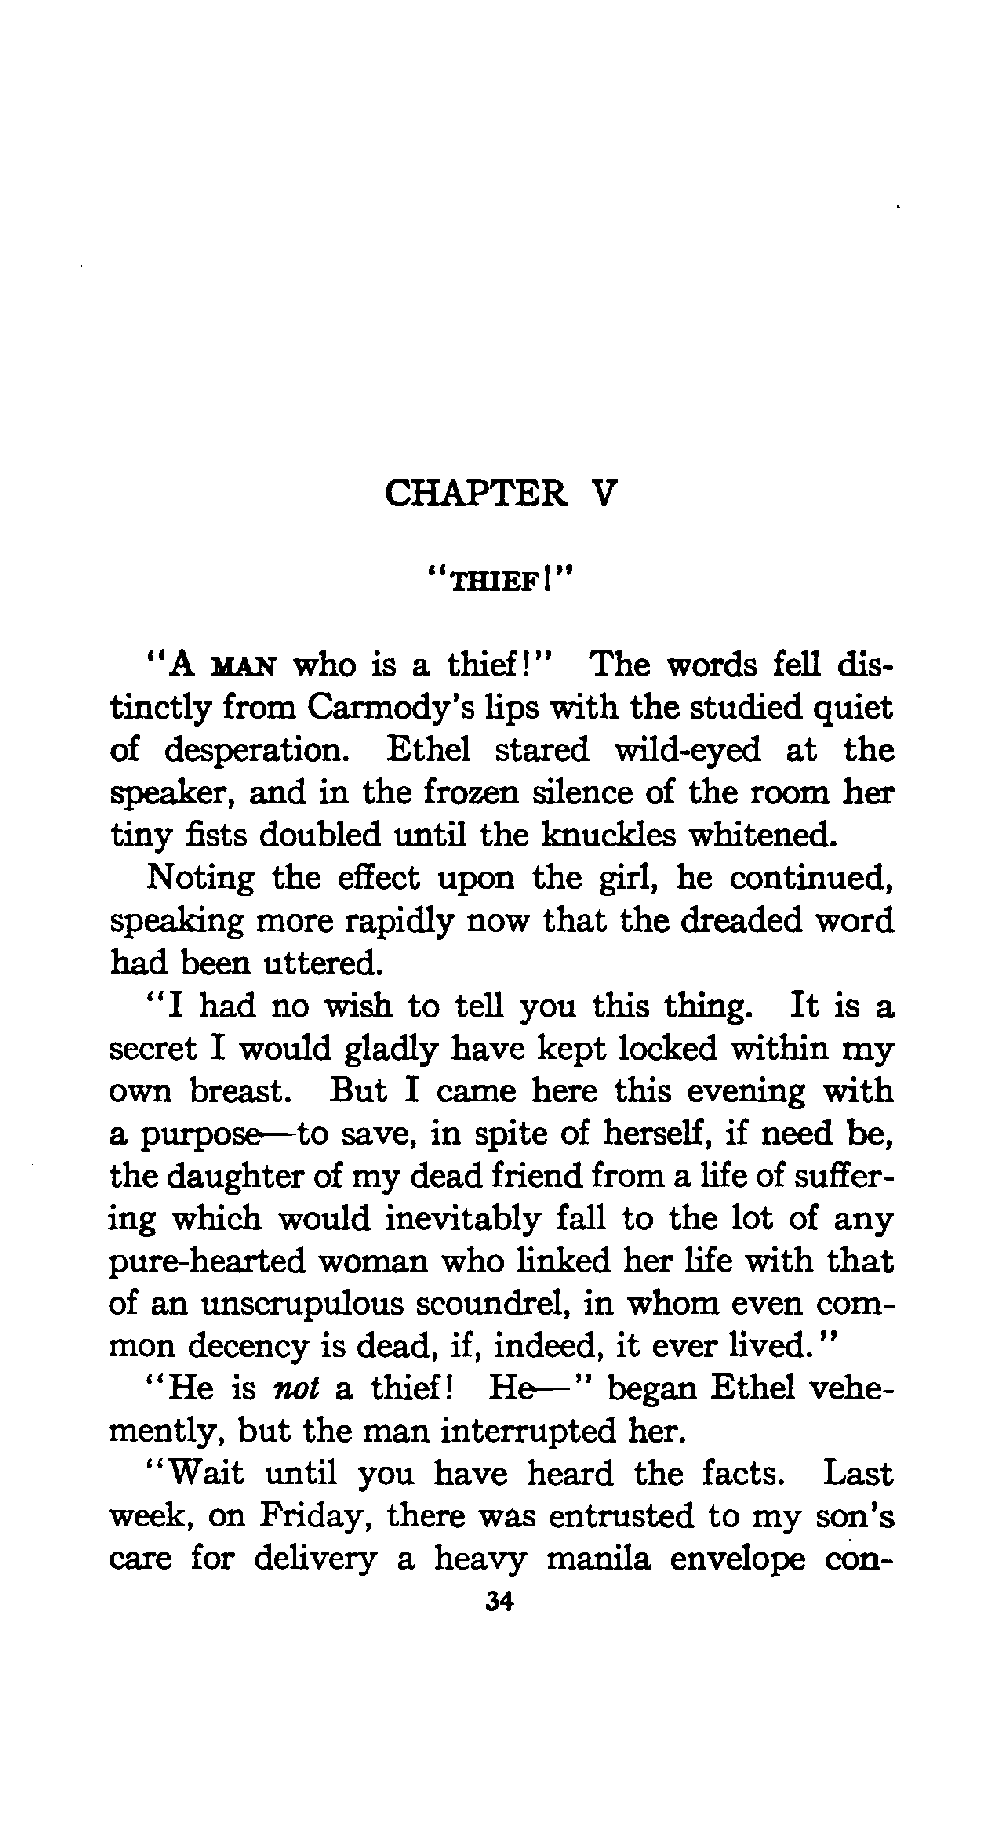 CHAPTER V
“THIEF!”
“A MAN who is a thief!” The words fell dis-
tinctly from Carmody's lips with the studied quiet
of desperation. Ethel stared wild-eyed at the
speaker, and in the frozen silence of the room her
tiny fists doubled until the knuckles whitened.
Noting the effect upon the girl, he continued,
speaking more rapidly now that the dreaded word
had been uttered.
“I had no wish to tell you this thing. It is a
secret I would gladly have kept locked within my
own breast. But I came here this evening with
a purpose—to save, in spite of herself, if need be,
the daughter of my dead friend from a life of suffer-
ing which would inevitably fall to the lot of any
pure-hearted woman who linked her life with that
of an unscrupulous scoundrel, in whom even com-
mon decency is dead, if, indeed, it ever lived.”
“He is not a thief! He—” began Ethel vehe-
mently, but the man interrupted her.
“Wait until you have heard the facts. Last
week, on Friday, there was entrusted to my son's
care for delivery a heavy manila envelope con-
34